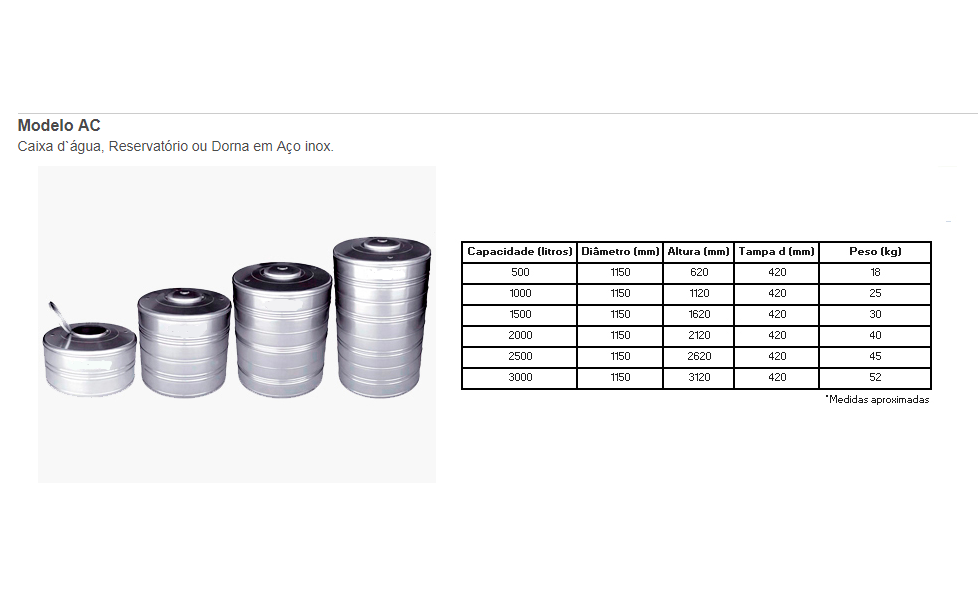 Modelo AC
Caixa d`água, Reservatório ou Dorna em Aço inox.
Capacidade (litros) Diâmetro (mm) Altura (mm) Tampa d (mm) Peso (kg)
500 1150 620 420 18
1000 1150 1120 420 25
1500 1150 1620 420 30
2000 1150 2120 420 40
2500 1150 2620 420 45
3000 1150 3120 420 52
*Medidas aproximadas